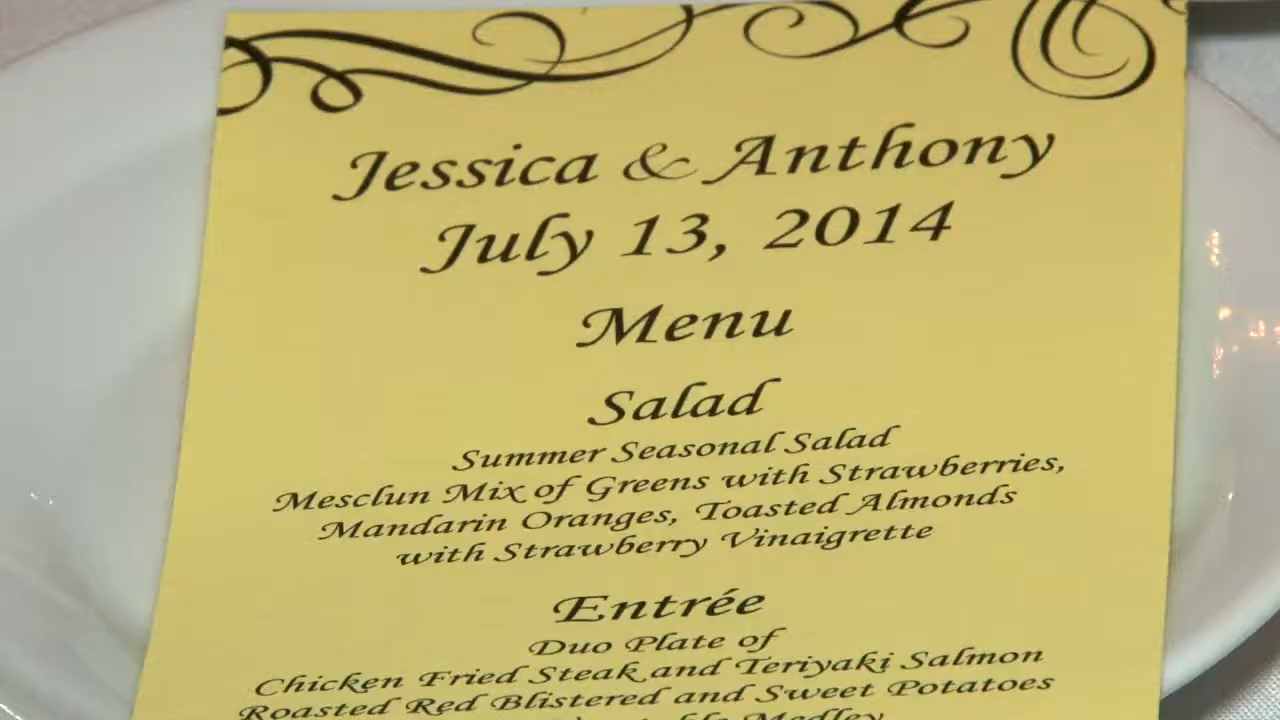 Jessica & Anthony
July 13, 2014
Menu
Salad
Summer Seasonal Salad
Mesclun Mix of Greens with Strawberries,
Mandarin Oranges, Toasted Almonds
with Strawberry Vinaigrette
Entrée
Duo Plate of
Chicken Fried Steak and Teriyaki Salmon
Roasted Red Blistered and Sweet Potatoes
Medley